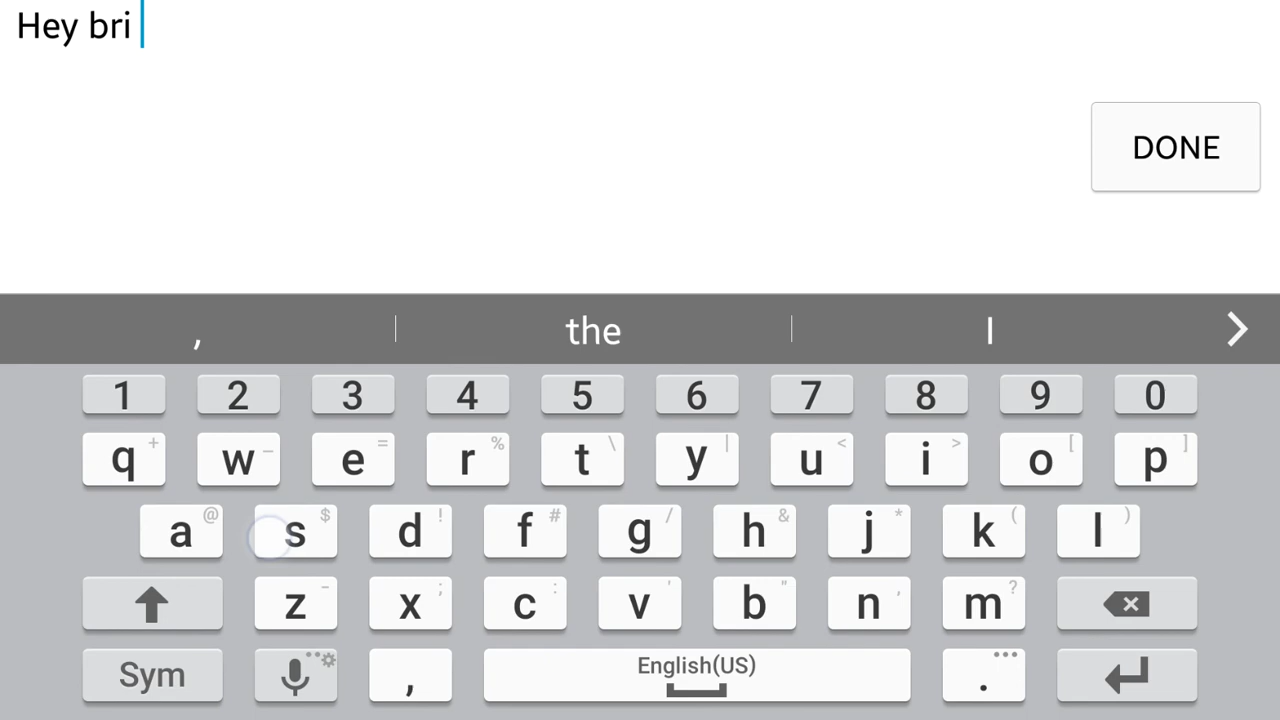 Hey bri
DONE
, the I
1 2 3 4 5 6 7 8 9 0
q + w - e = r % t \ y | u < i > o [ p ]
a @ s $ d ! f # g / h & j * k ( l )
z - x ; c : v ' b " n , m ?
Sym , English(US) .